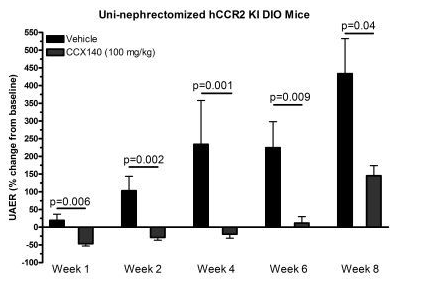 Uni-nephrectomized hCCR2 KI DIO Mice
Vehicle
CCX140 (100 mg/kg)
UAER (% change from baseline)
550
500
450
400
350
300
250
200
150
100
50
0
-50
-100
p=0.006
p=0.002
p=0.001
p=0.009
p=0.04
Week 1
Week 2
Week 4
Week 6
Week 8